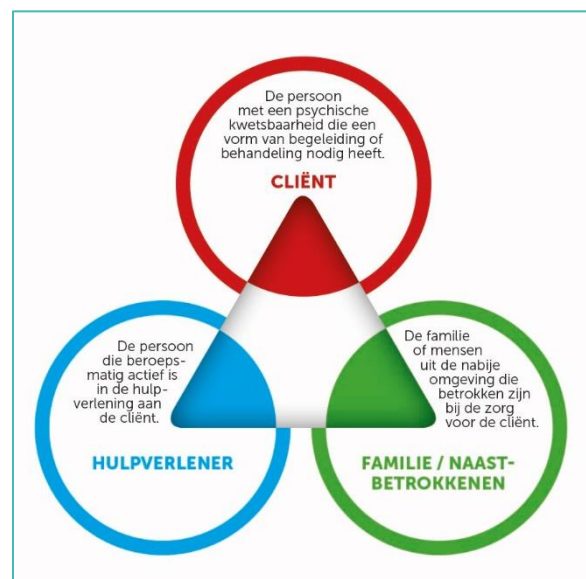 De persoon
met een psychische
kwetsbaarheid die een
vorm van begeleiding of
behandeling nodig heeft.
CLIËNT
De persoon
die beroeps-
matig actief is
in de hulp-
verlening aan
de cliënt.
HULPVERLENER
De familie
of mensen
uit de nabije
omgeving die
betrokken zijn
bij de zorg
voor de cliënt.
FAMILIE / NAAST-
BETROKKENEN